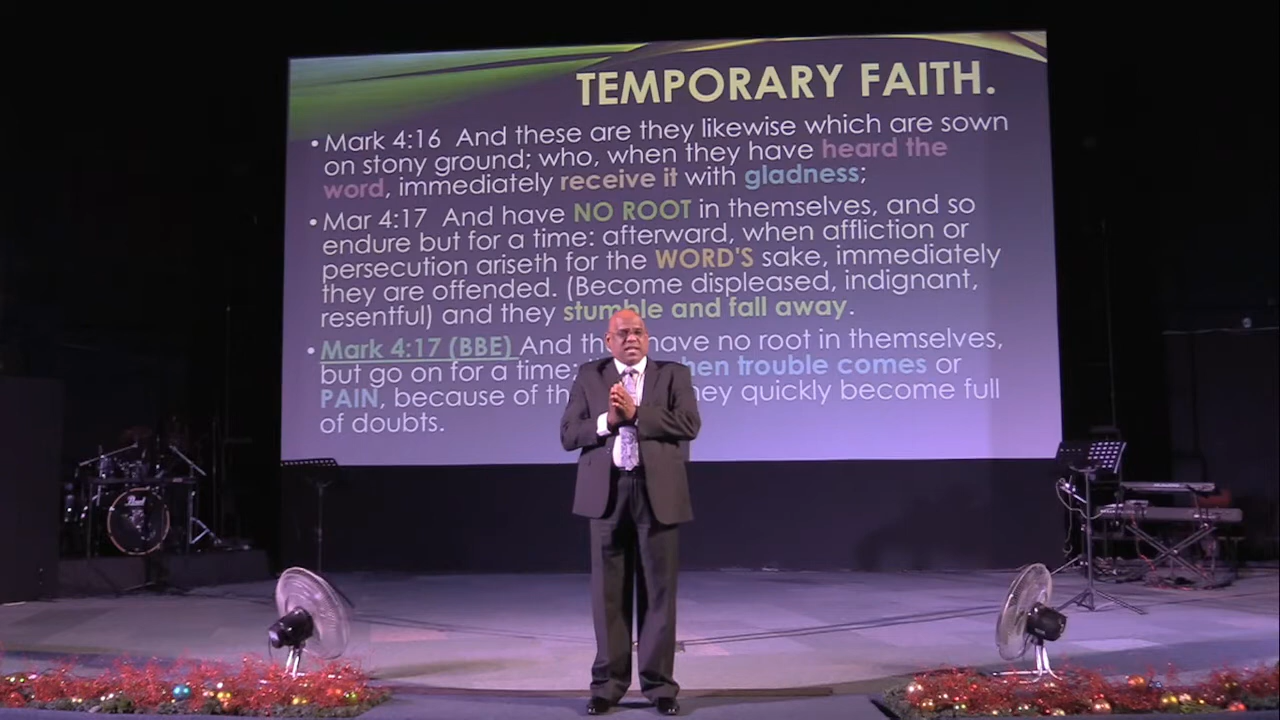 TEMPORARY FAITH.
• Mark 4:16 And these are they likewise which are sown
on stony ground; who, when they have heard the
word, immediately receive it with gladness;
• Mar 4:17 And have NO ROOT in themselves, and so
endure but for a time: afterward, when affliction or
persecution ariseth for the WORD'S sake, immediately
they are offended. (Become displeased, indignant,
resentful) and they stumble and fall away.
• Mark 4:17 (BBE) And have no root in themselves,
but go on for a time: trouble comes or
PAIN, because of quickly become full
of doubts.
Pearl